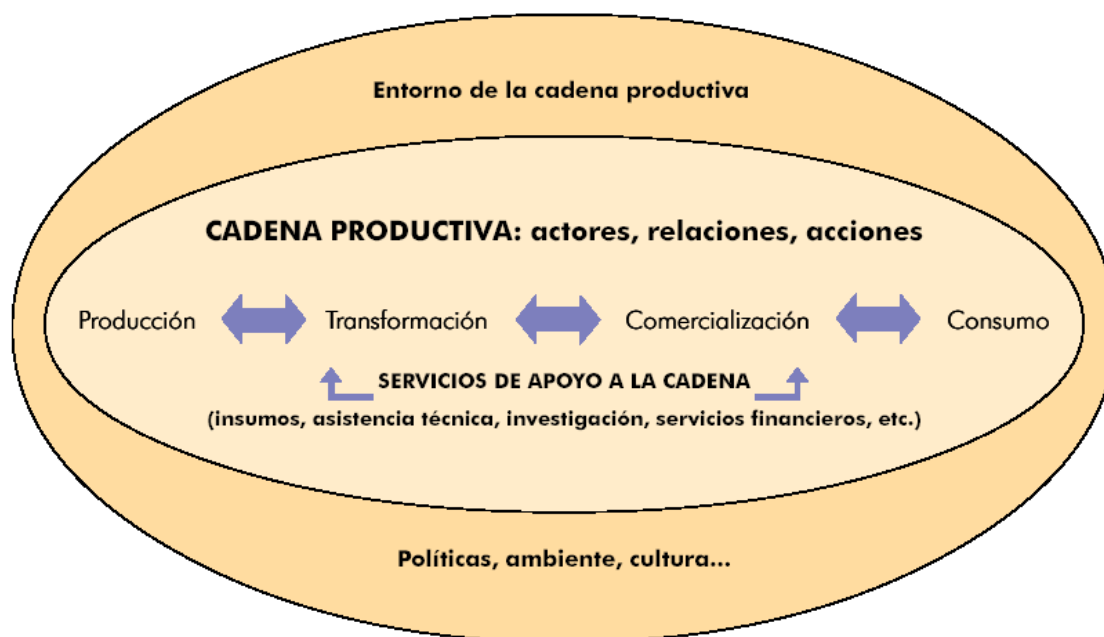 Entorno de la cadena productiva
CADENA PRODUCTIVA: actores, relaciones, acciones
Producción Transformación Comercialización Consumo
SERVICIOS DE APOYO A LA CADENA
(insumos, asistencia técnica, investigación, servicios financieros, etc.)
Políticas, ambiente, cultura...